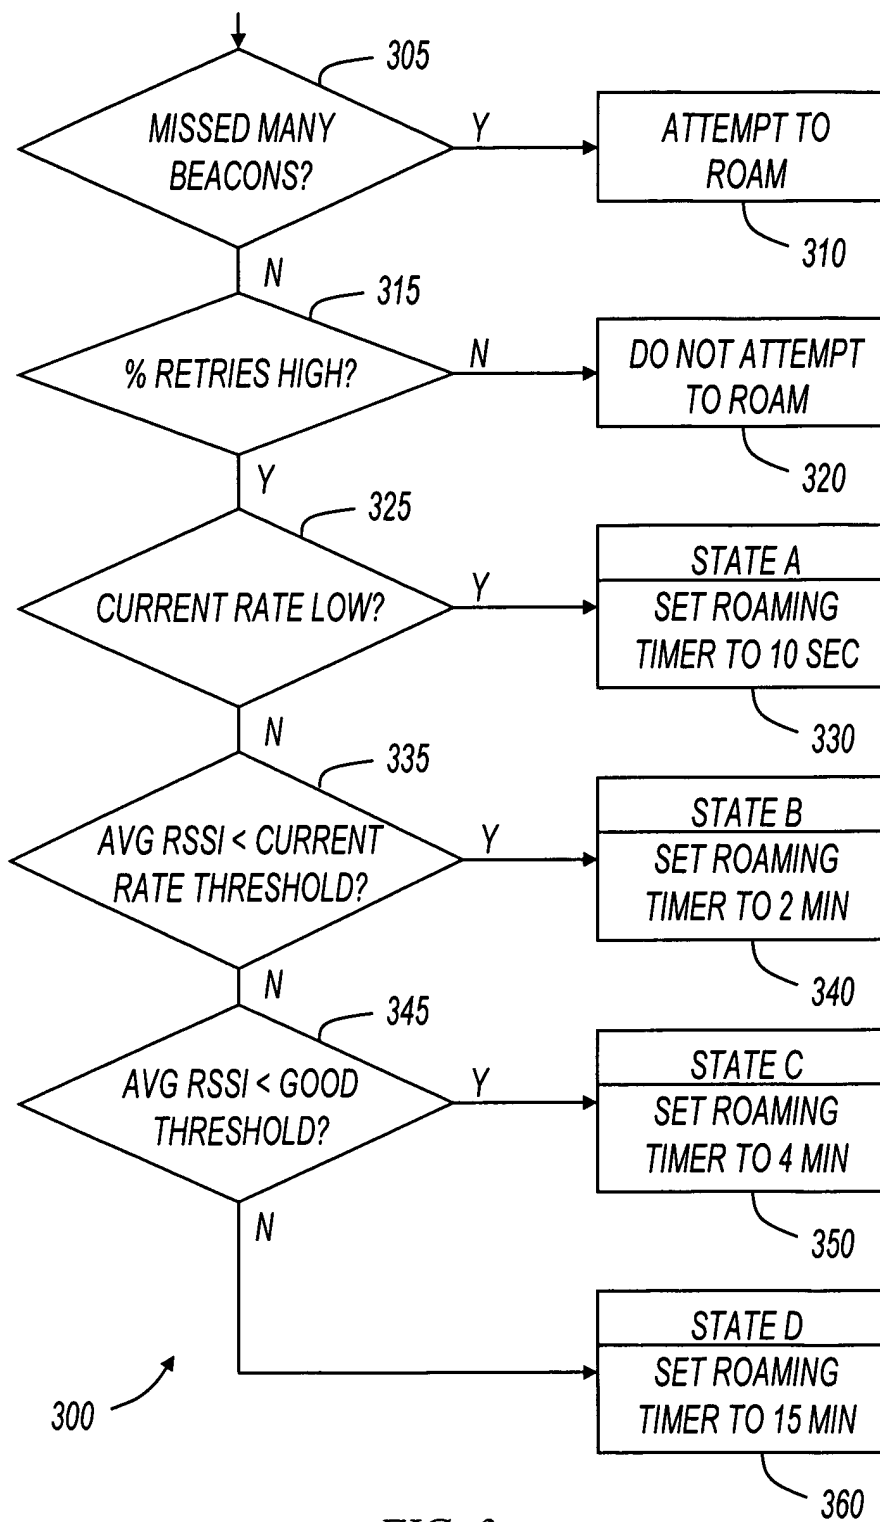 305
MISSED MANY
BEACONS?
Y
ATTEMPT TO
ROAM
310
N
315
% RETRIES HIGH?
N
DO NOT ATTEMPT
TO ROAM
320
Y
325
CURRENT RATE LOW?
Y
STATE A
SET ROAMING
TIMER TO 10 SEC
330
N
335
AVG RSSI < CURRENT
RATE THRESHOLD?
Y
STATE B
SET ROAMING
TIMER TO 2 MIN
340
N
345
AVG RSSI < GOOD
THRESHOLD?
Y
STATE C
SET ROAMING
TIMER TO 4 MIN
350
N
STATE D
SET ROAMING
TIMER TO 15 MIN
360
300